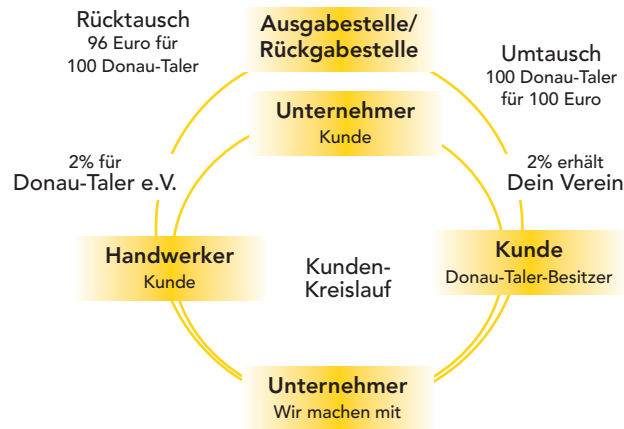 Rücktausch
96 Euro für
100 Donau-Taler
Ausgabestelle/
Rückgabestelle
Umtausch
100 Donau-Taler
für 100 Euro
Unternehmer
Kunde
2% für
Donau-Taler e.V.
2% erhält
Dein Verein
Handwerker
Kunde
Kunden-
Kreislauf
Kunde
Donau-Taler-Besitzer
Unternehmer
Wir machen mit